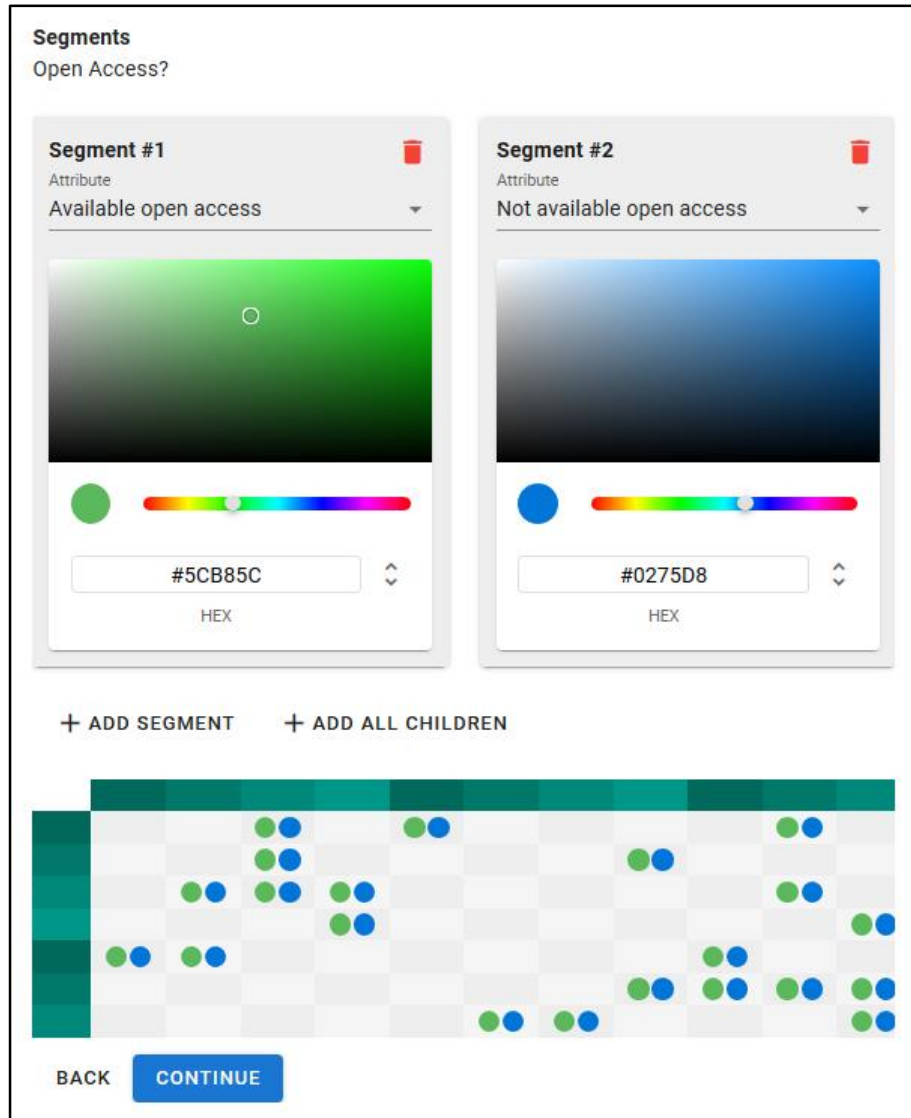 Segments
Open Access?
Segment #1
Attribute
Available open access
#5CB85C
HEX
Segment #2
Attribute
Not available open access
#0275D8
HEX
+ ADD SEGMENT
+ ADD ALL CHILDREN
BACK
CONTINUE